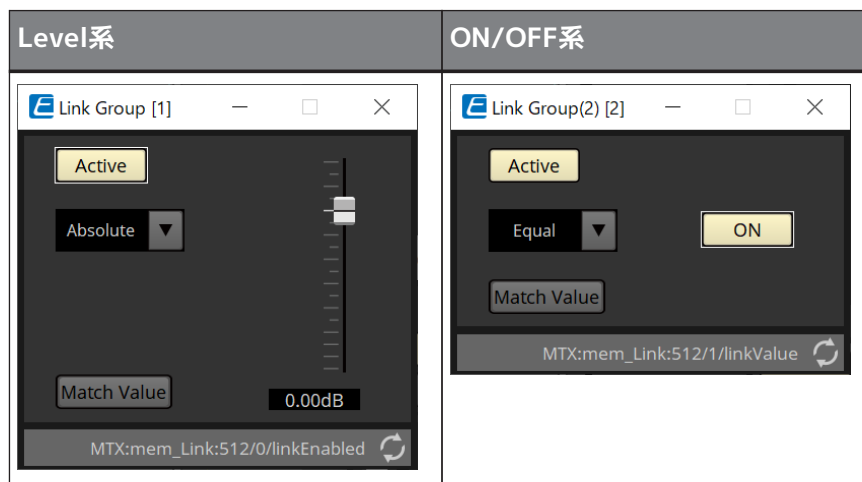 Level系
ON/OFF系
Link Group [1]
Active
Absolute
Match Value
0.00dB
MTX:mem_Link:512/0/linkEnabled
Link Group(2) [2]
Active
Equal
ON
Match Value
MTX:mem_Link:512/1/linkValue